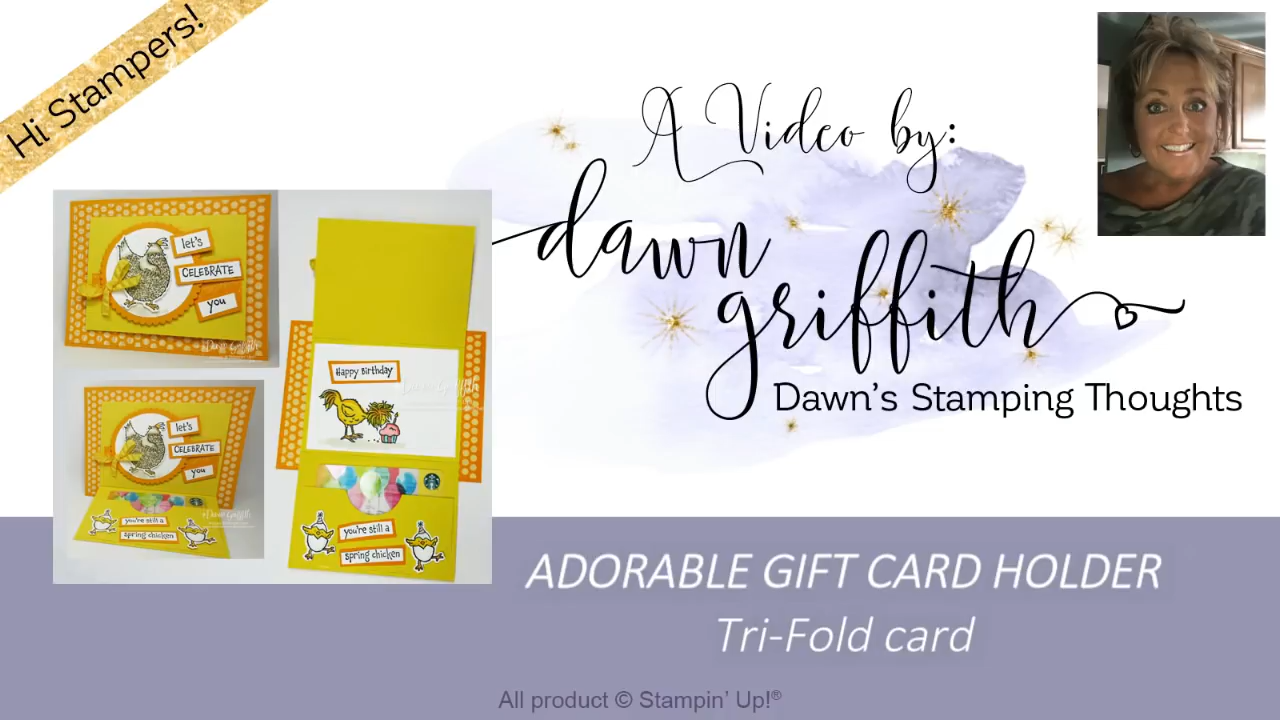 Hi Stampers!
A Video by:
dawn
griffith
Dawn's Stamping Thoughts
let's
CELEBRATE
you
Dawn Griffith
let's
CELEBRATE
you
you're still a
spring chicken
Happy Birthday
you're still a
spring chicken
ADORABLE GIFT CARD HOLDER
Tri-Fold card
All product © Stampin' Up!®